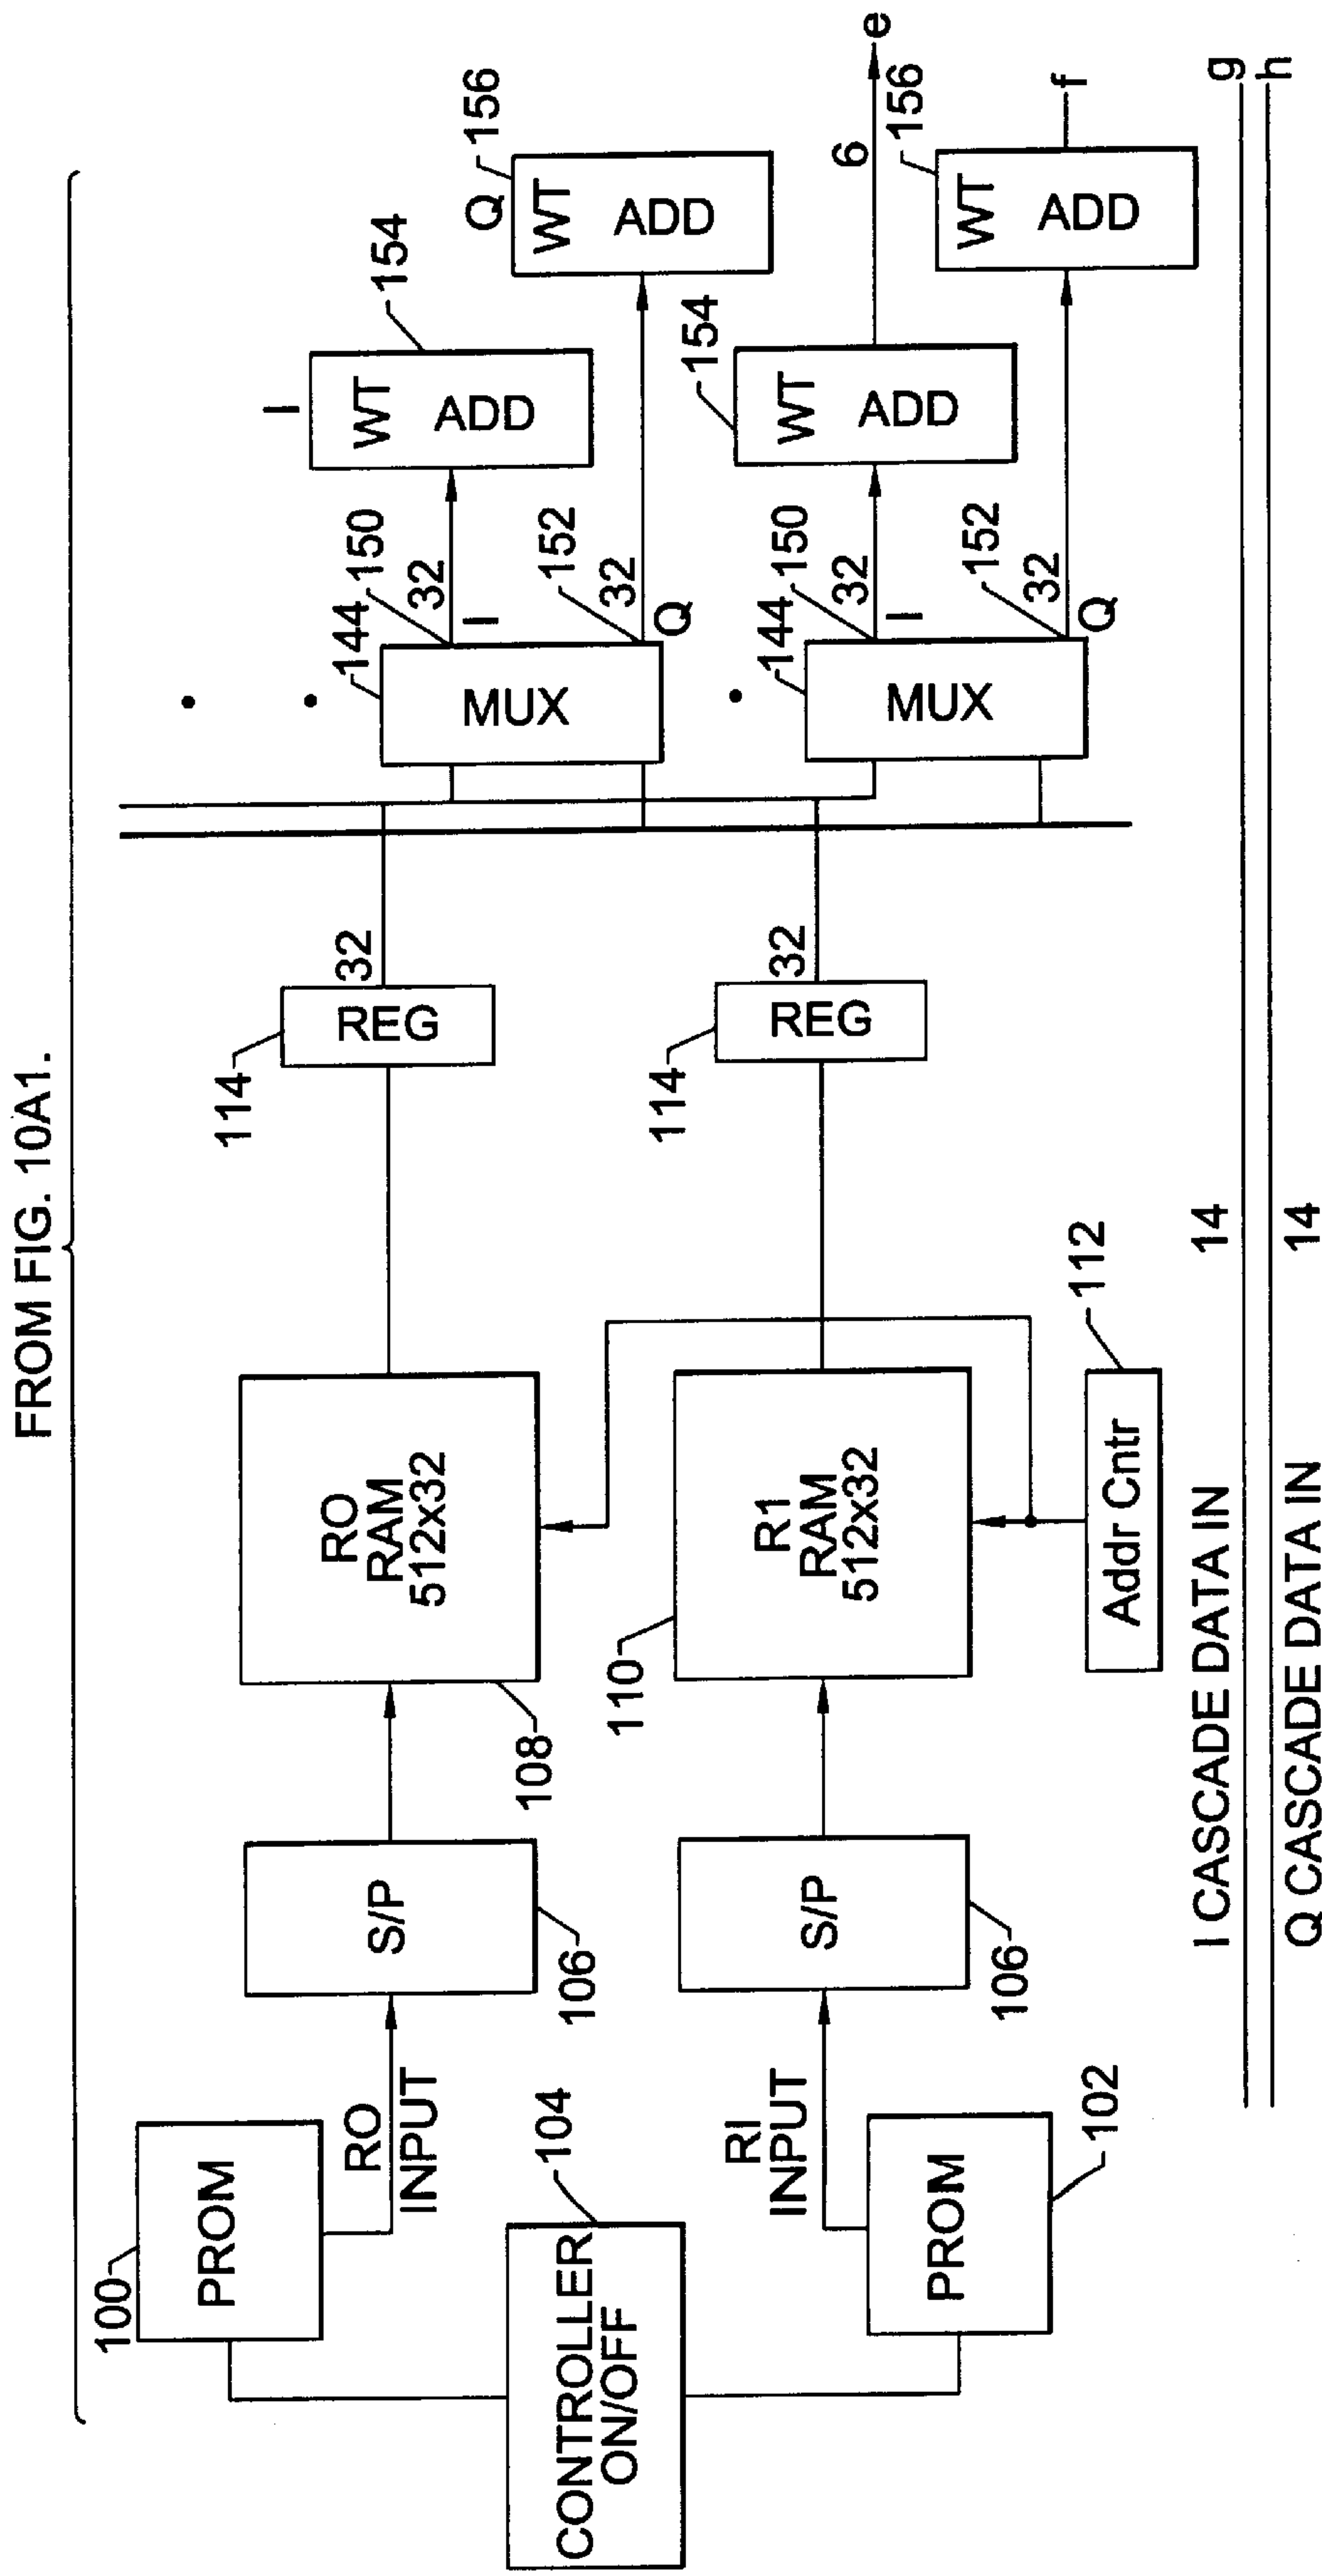 FROM FIG. 10A1.
100
PROM
RO
INPUT
S/P
106
RO
RAM
512x32
108
114
REG
32
144
MUX
150
32
I
152
32
Q
I
WT
ADD
154
Q
WT
ADD
156
104
CONTROLLER
ON/OFF
RI
INPUT
PROM
102
S/P
106
110
R1
RAM
512x32
Addr Cntr
112
114
REG
32
144
MUX
150
32
I
152
32
Q
154
WT
ADD
6
e
156
WT
ADD
f
I CASCADE DATA IN
14
g
Q CASCADE DATA IN
14
h